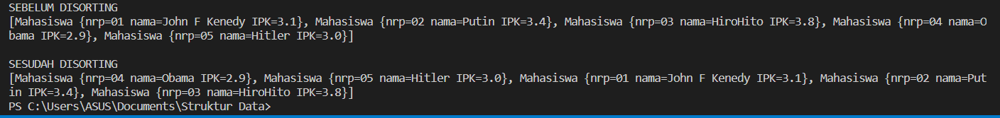 SEBELUM DISORTING
[Mahasiswa {nrp=01 nama=John F Kenedy IPK=3.1}, Mahasiswa {nrp=02 nama=Putin IPK=3.4}, Mahasiswa {nrp=03 nama=HiroHito IPK=3.8}, Mahasiswa {nrp=04 nama=O
bama IPK=2.9}, Mahasiswa {nrp=05 nama=Hitler IPK=3.0}]
SESUDAH DISORTING
[Mahasiswa {nrp=04 nama=Obama IPK=2.9}, Mahasiswa {nrp=05 nama=Hitler IPK=3.0}, Mahasiswa {nrp=01 nama=John F Kenedy IPK=3.1}, Mahasiswa {nrp=02 nama=Put
in IPK=3.4}, Mahasiswa {nrp=03 nama=HiroHito IPK=3.8}]
PS C:\Users\ASUS\Documents\Struktur Data>